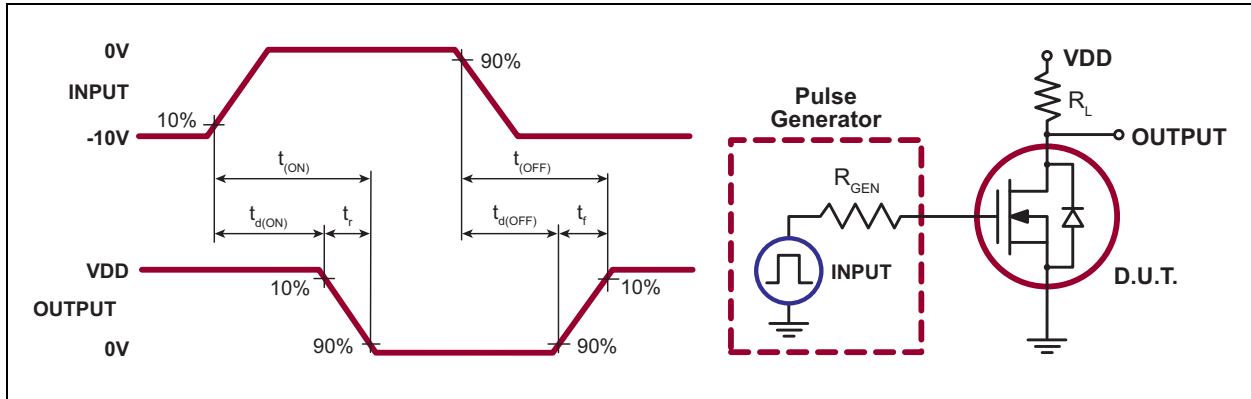 0V
INPUT
-10V
10%
90%
t(ON)
t(OFF)
td(ON)
tr
td(OFF)
tf
VDD
OUTPUT
0V
10%
90%
10%
90%
Pulse
Generator
RGEN
INPUT
VDD
RL
OUTPUT
D.U.T.